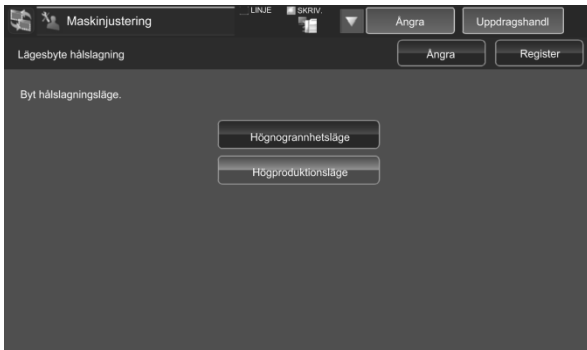 Maskinjustering
LINJE
SKRIV.
Ångra
Uppdragshandl
Lägesbyte hålslagning
Ångra
Register
Byt hålslagningsläge.
Högnogrannhetsläge
Högproduktionsläge